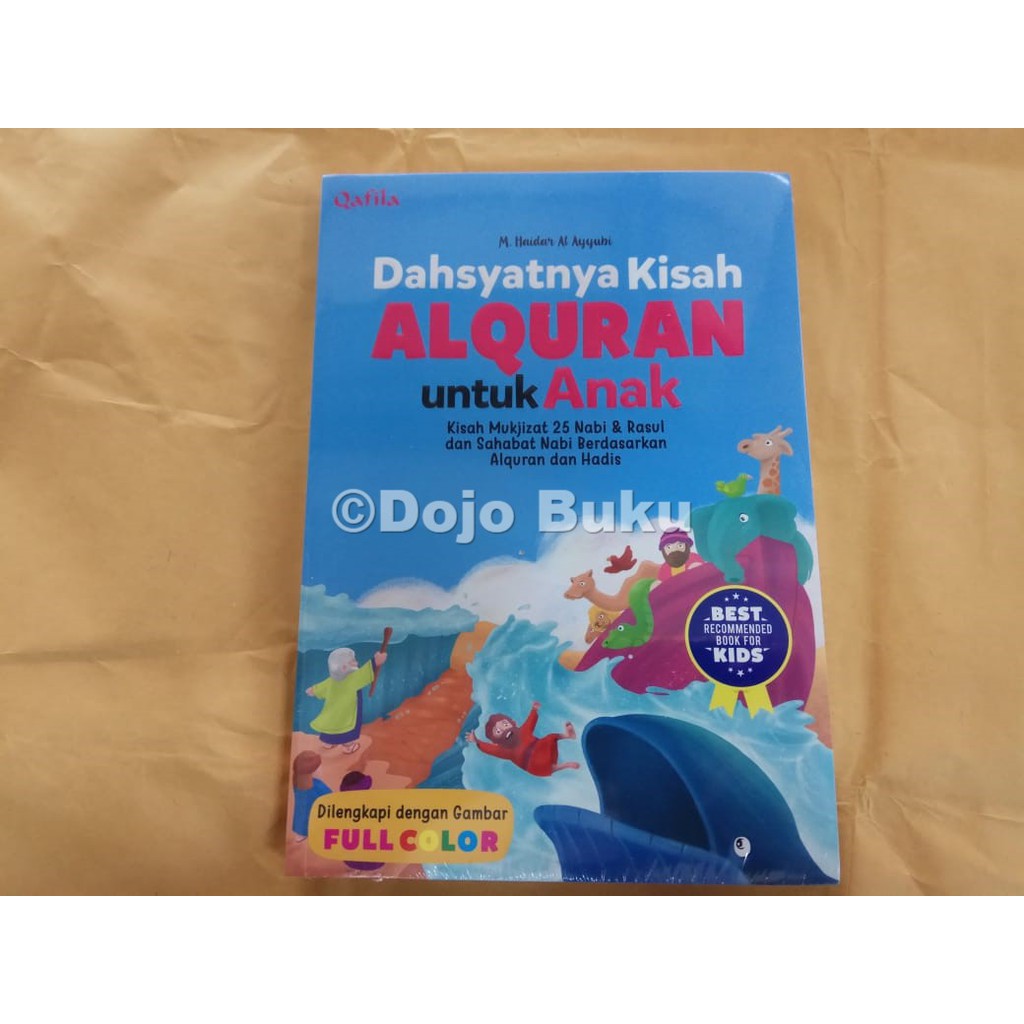 Qafila
M. Haidar Al Ayyubi
Dahsyatnya Kisah
ALQURAN
untuk Anak
Kisah Mukjizat 25 Nabi & Rasul
dan Sahabat Nabi Berdasarkan
Alquran dan Hadis
©Dojo Buku
BEST
RECOMMENDED
BOOK FOR
KIDS
Dilengkapi dengan Gambar
FULL COLOR